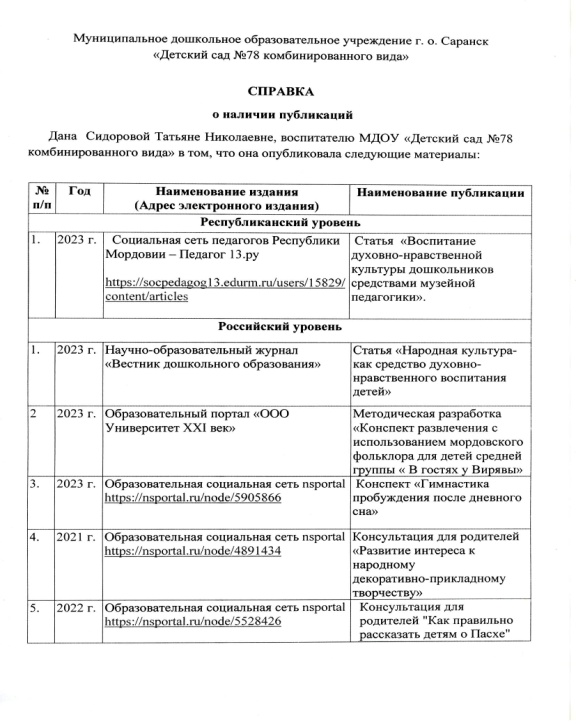 Муниципальное дошкольное образовательное учреждение г. о. Саранск
«Детский сад №78 комбинированного вида»
СПРАВКА
о наличии публикаций
Дана Сидоровой Татьяне Николаевне, воспитателю МДОУ «Детский сад №78
комбинированного вида» в том, что она опубликовала следующие материалы:
№ п/п
Год
Наименование издания
(Адрес электронного издания)
Наименование публикации
Республиканский уровень
1.
2023 г.
Социальная сеть педагогов Республики
Мордовии – Педагог 13.ру
https://socpedagog13.edurm.ru/users/15829/
content/articles
Статья «Воспитание
духовно-нравственной
культуры дошкольников
средствами музейной
педагогики».
Российский уровень
1.
2023 г.
Научно-образовательный журнал
«Вестник дошкольного образования»
Статья «Народная культура-
как средство духовно-
нравственного воспитания
детей»
2
2023 г.
Образовательный портал «ООО
Университет XXI век»
Методическая разработка
«Конспект развлечения с
использованием мордовского
фольклора для детей средней
группы « В гостях у Вирявы»
3.
2023 г.
Образовательная социальная сеть nsportal
https://nsportal.ru/node/5905866
Конспект «Гимнастика
пробуждения после дневного
сна»
4.
2021 г.
Образовательная социальная сеть nsportal
https://nsportal.ru/node/4891434
Консультация для родителей
«Развитие интереса к
народному
декоративно-прикладному
творчеству»
5.
2022 г.
Образовательная социальная сеть nsportal
https://nsportal.ru/node/5528426
Консультация для
родителей "Как правильно
рассказать детям о Пасхе"